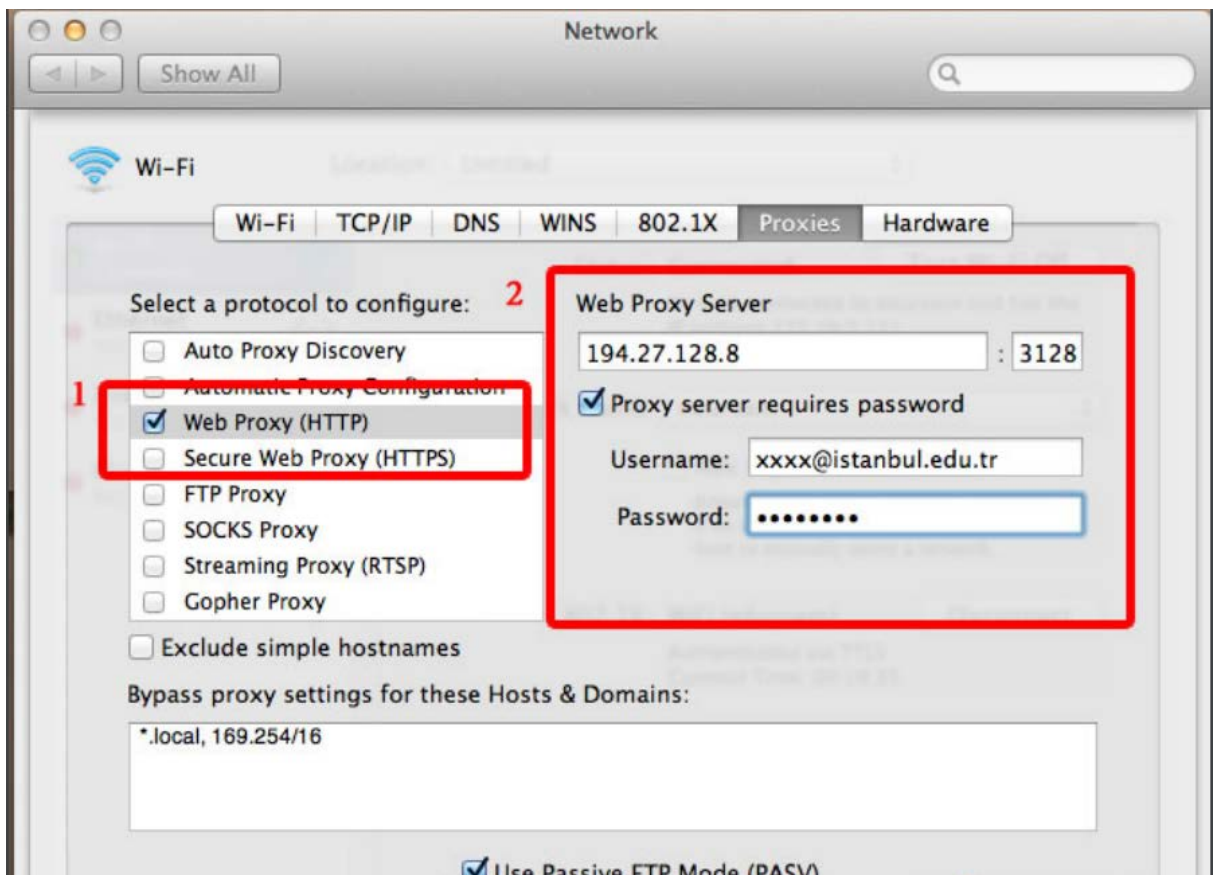 Network
Show All
Wi-Fi
Wi-Fi TCP/IP DNS WINS 802.1X Proxies Hardware
Select a protocol to configure:
1
Auto Proxy Discovery
Automatic Proxy Configuration
Web Proxy (HTTP)
Secure Web Proxy (HTTPS)
FTP Proxy
SOCKS Proxy
Streaming Proxy (RTSP)
Gopher Proxy
2
Web Proxy Server
194.27.128.8 : 3128
Proxy server requires password
Username: xxxx@istanbul.edu.tr
Password: ••••••••
Exclude simple hostnames
Bypass proxy settings for these Hosts & Domains:
*.local, 169.254/16
Use Passive FTP Mode (PASV)